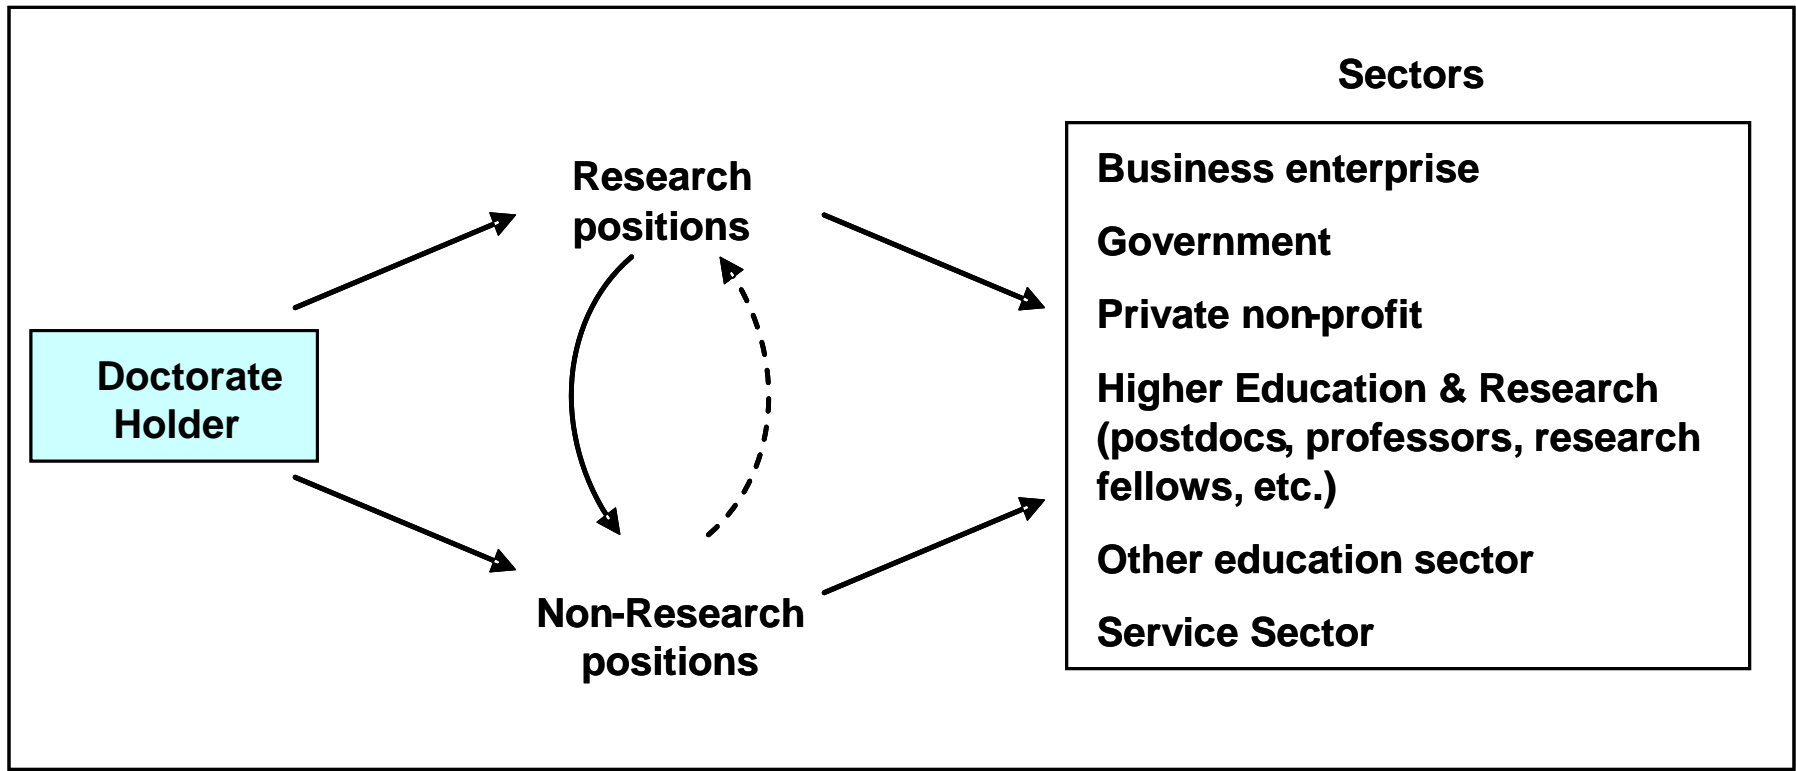 Sectors
Research
positions
Doctorate
Holder
Non-Research
positions
Business enterprise
Government
Private non-profit
Higher Education & Research
(postdocs, professors, research
fellows, etc.)
Other education sector
Service Sector